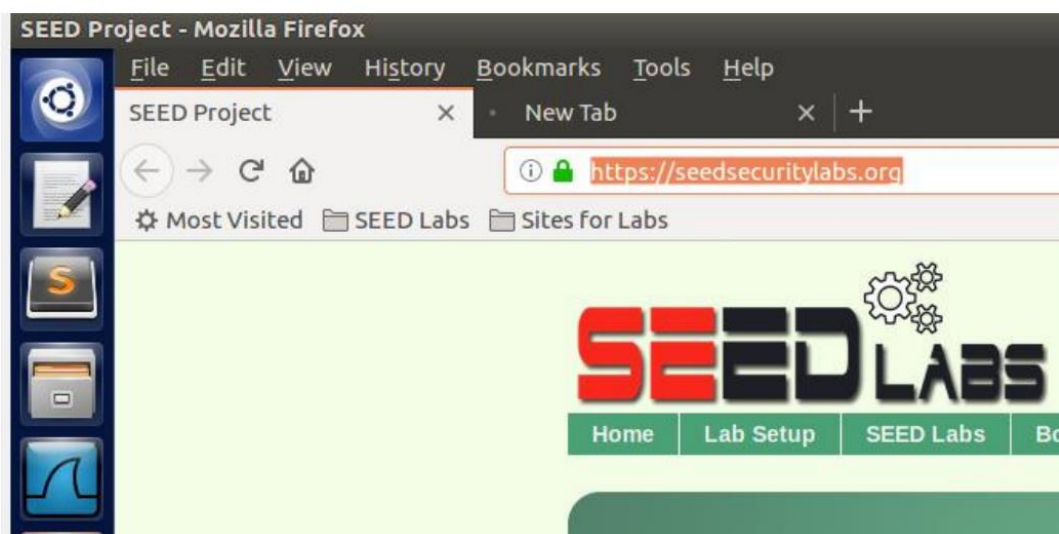 SEED Project - Mozilla Firefox
File Edit View History Bookmarks Tools Help
SEED Project × New Tab × +
https://seedsecuritylabs.org
Most Visited SEED Labs Sites for Labs
SEED LABS
Home Lab Setup SEED Labs Bo